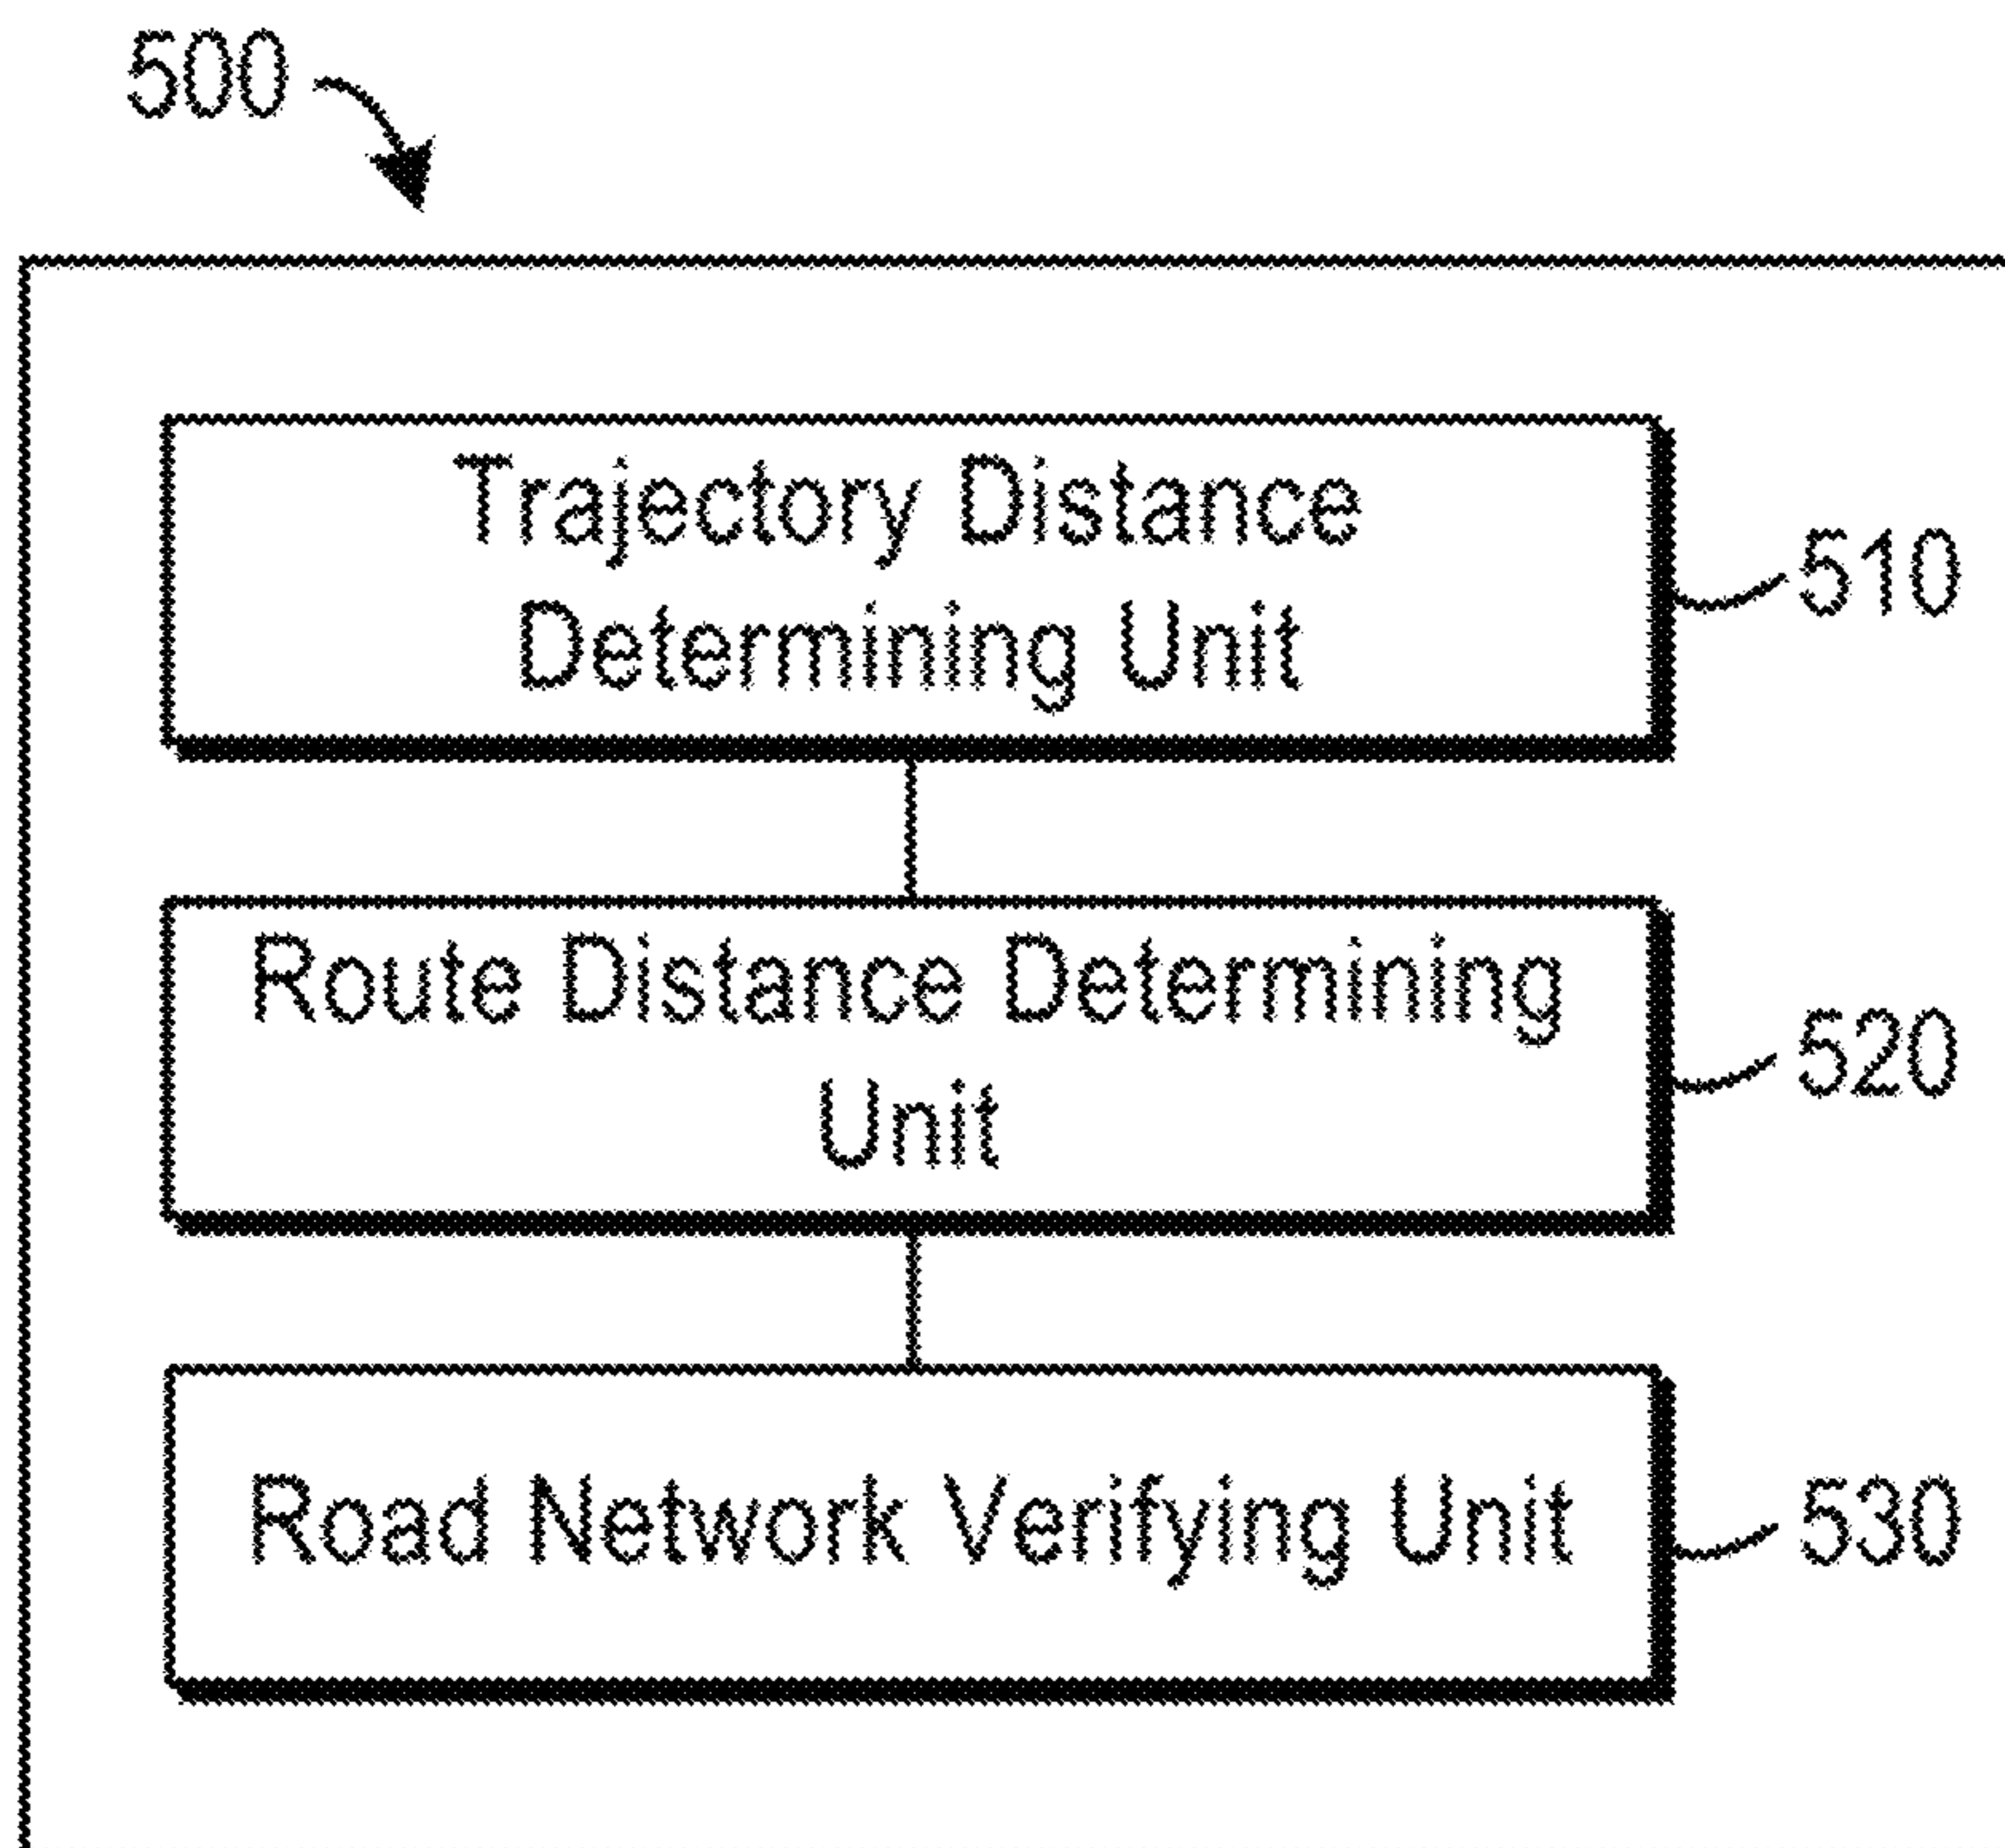 500
Trajectory Distance
Determining Unit
510
Route Distance Determining
Unit
520
Road Network Verifying Unit
530